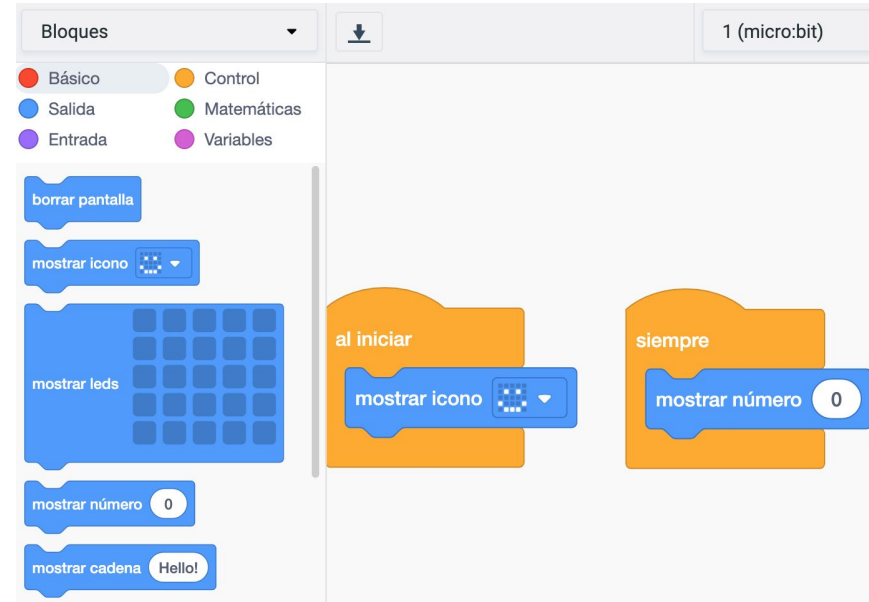 Bloques
1 (micro:bit)
Básico
Control
Salida
Matemáticas
Entrada
Variables
borrar pantalla
mostrar icono
mostrar leds
mostrar número 0
mostrar cadena Hello!
al iniciar
mostrar icono
siempre
mostrar número 0